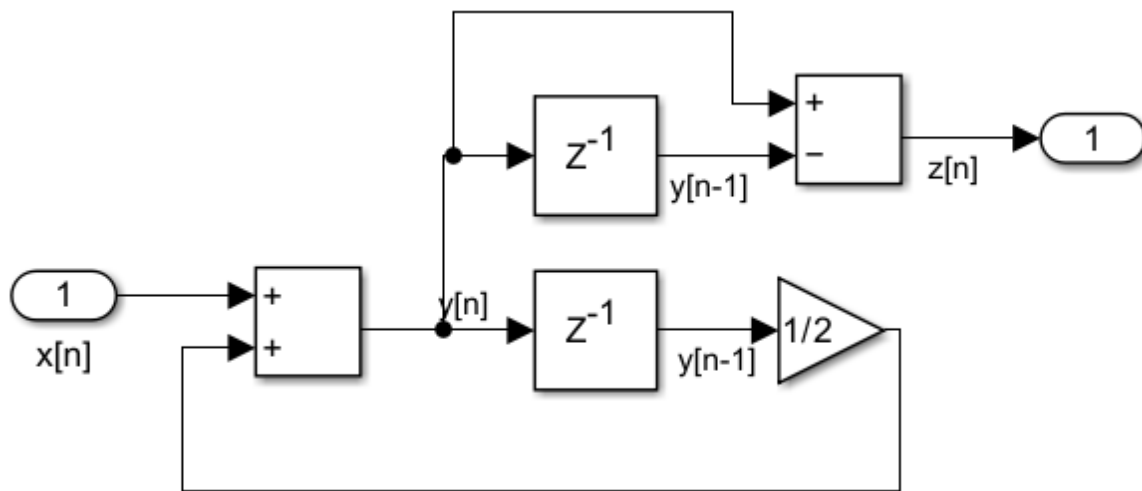 +
Z-1
−
1
y[n-1]
z[n]
1
+
y[n]
+
Z-1
1/2
x[n]
y[n-1]